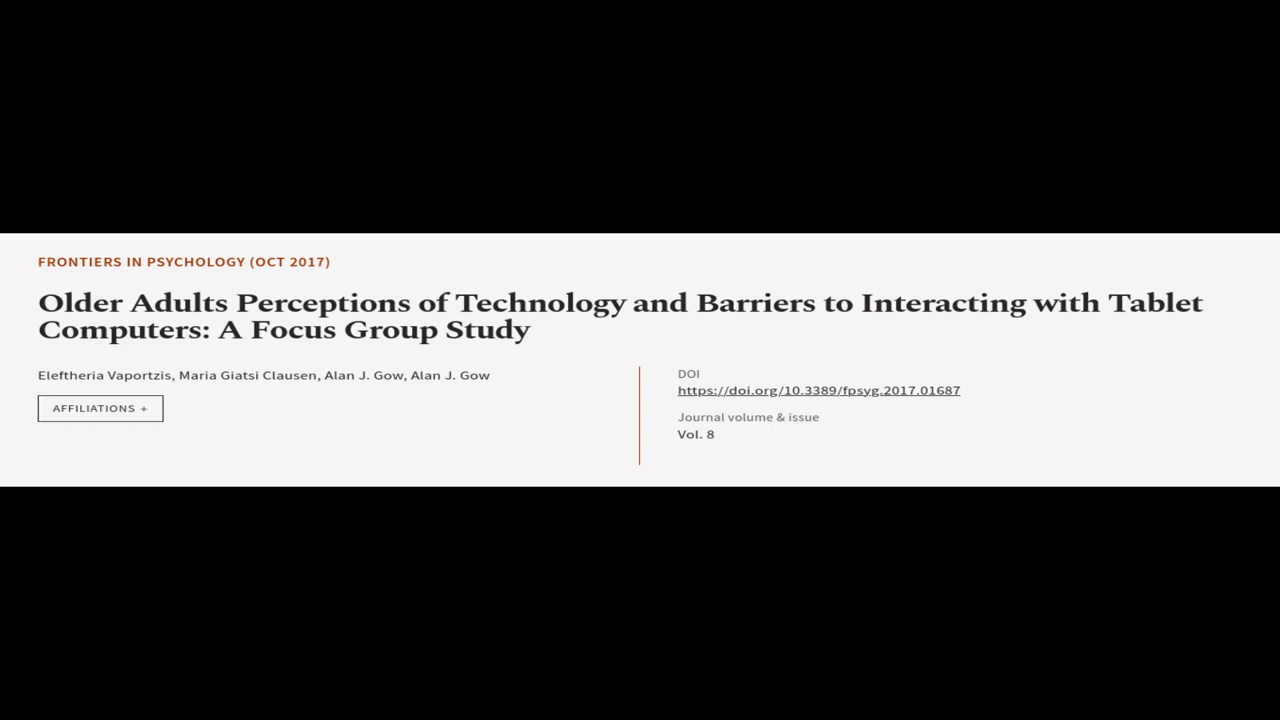 FRONTIERS IN PSYCHOLOGY (OCT 2017)
Older Adults Perceptions of Technology and Barriers to Interacting with Tablet
Computers: A Focus Group Study
Eleftheria Vaportzis, Maria Giatsi Clausen, Alan J. Gow, Alan J. Gow
AFFILIATIONS +
DOI
https://doi.org/10.3389/fpsyg.2017.01687
Journal volume & issue
Vol. 8